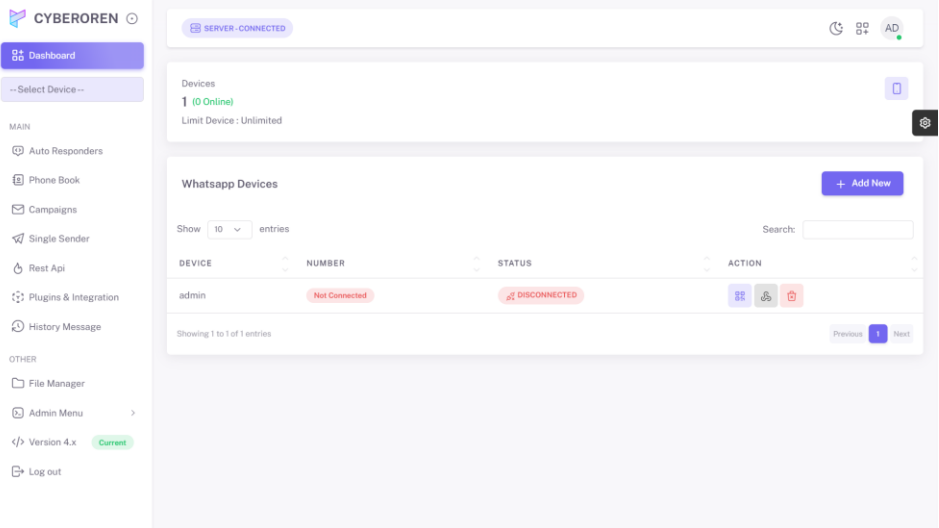 CYBEROREN
Dashboard
--Select Device--
MAIN
Auto Responders
Phone Book
Campaigns
Single Sender
Rest Api
Plugins & Integration
History Message
OTHER
File Manager
Admin Menu
Version 4.x Current
Log out
SERVER-CONNECTED
AD
Devices
1 (0 Online)
Limit Device : Unlimited
Whatsapp Devices
+ Add New
Show 10 entries
Search:
DEVICE NUMBER STATUS ACTION
admin Not Connected DISCONNECTED
Showing 1 to 1 of 1 entries
Previous 1 Next